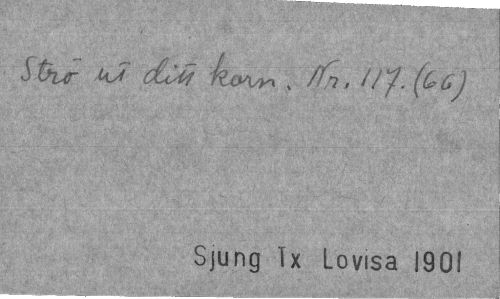 Strö ut ditt korn. Nr. 117. (66)
Sjung Tx Lovisa 1901